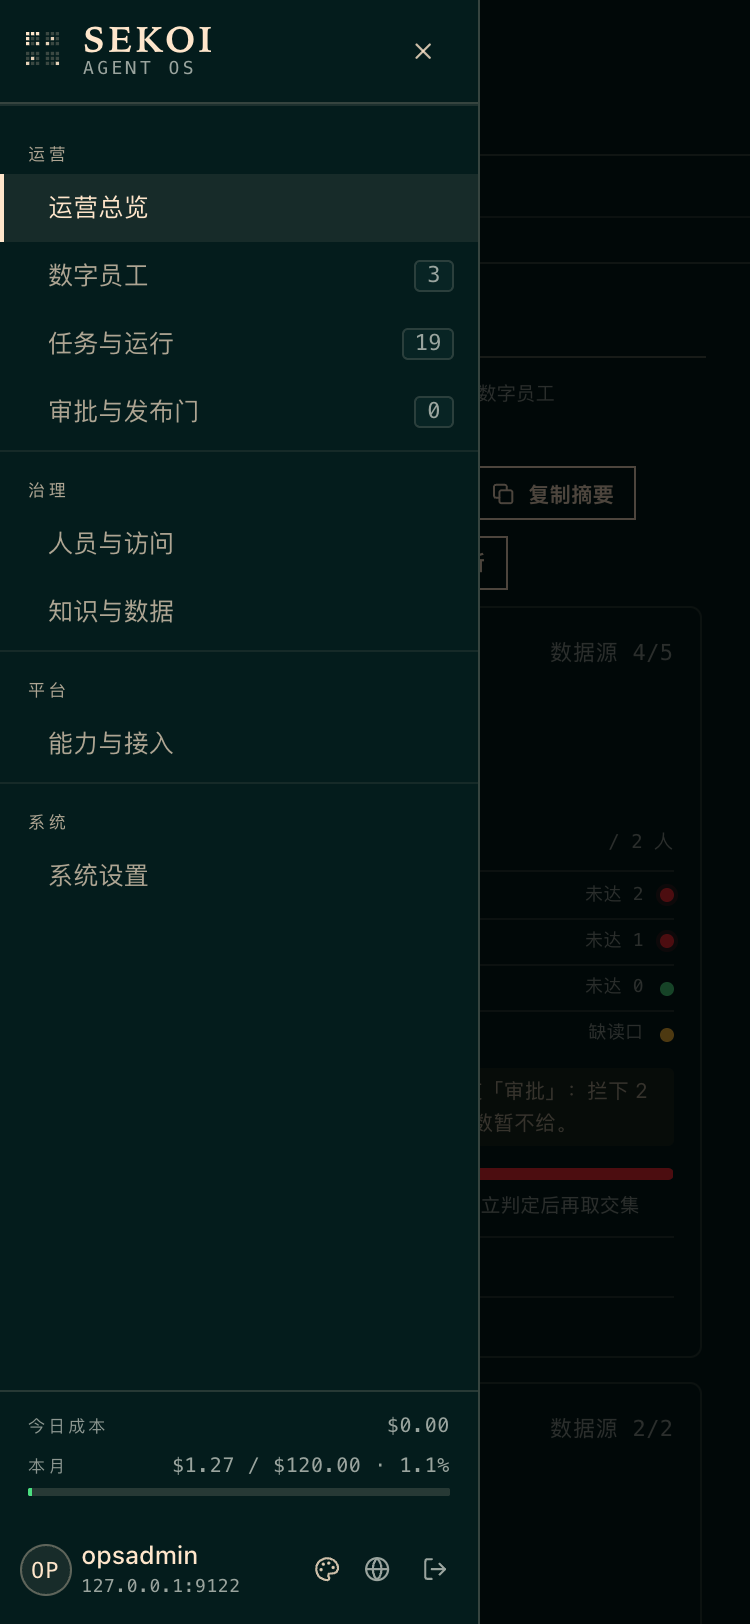 SEKOI
AGENT OS
运营
运营总览
数字员工 3
任务与运行 19
审批与发布门 0
治理
人员与访问
知识与数据
平台
能力与接入
系统
系统设置
今日成本 $0.00
本月 $1.27 / $120.00 · 1.1%
OP
opsadmin
127.0.0.1:9122
数字员工
复制摘要
数据源 4/5
/ 2 人
未达 2
未达 1
未达 0
缺读口
「审批」: 拦下 2
数暂不给。
立判定后再取交集
数据源 2/2